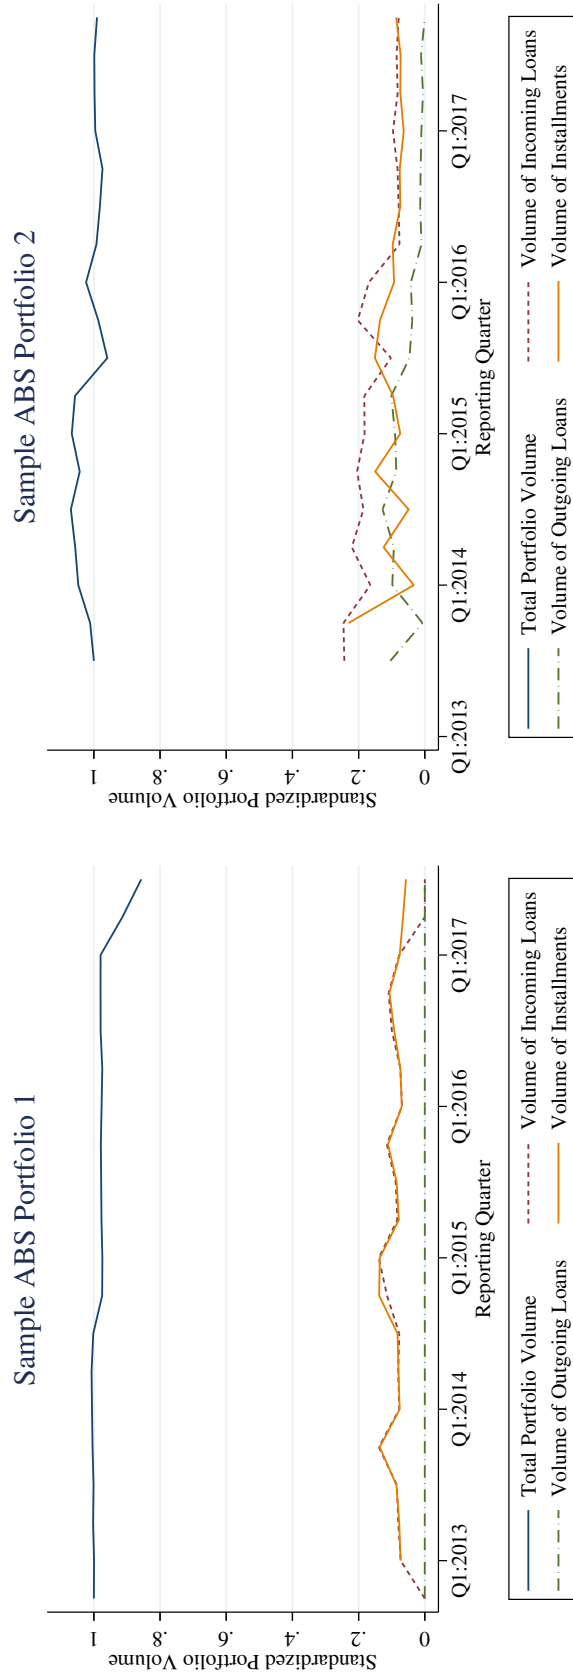 Sample ABS Portfolio 1
Standardized Portfolio Volume
1
.8
.6
.4
.2
0
Q1:2013 Q1:2014 Q1:2015 Q1:2016 Q1:2017
Reporting Quarter
Total Portfolio Volume Volume of Incoming Loans
Volume of Outgoing Loans Volume of Installments
Sample ABS Portfolio 2
Standardized Portfolio Volume
1
.8
.6
.4
.2
0
Q1:2013 Q1:2014 Q1:2015 Q1:2016 Q1:2017
Reporting Quarter
Total Portfolio Volume Volume of Incoming Loans
Volume of Outgoing Loans Volume of Installments